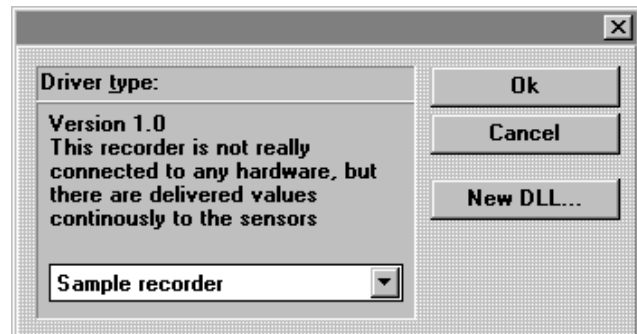 Driver type:
Version 1.0
This recorder is not really
connected to any hardware, but
there are delivered values
continously to the sensors
Sample recorder
Ok
Cancel
New DLL...